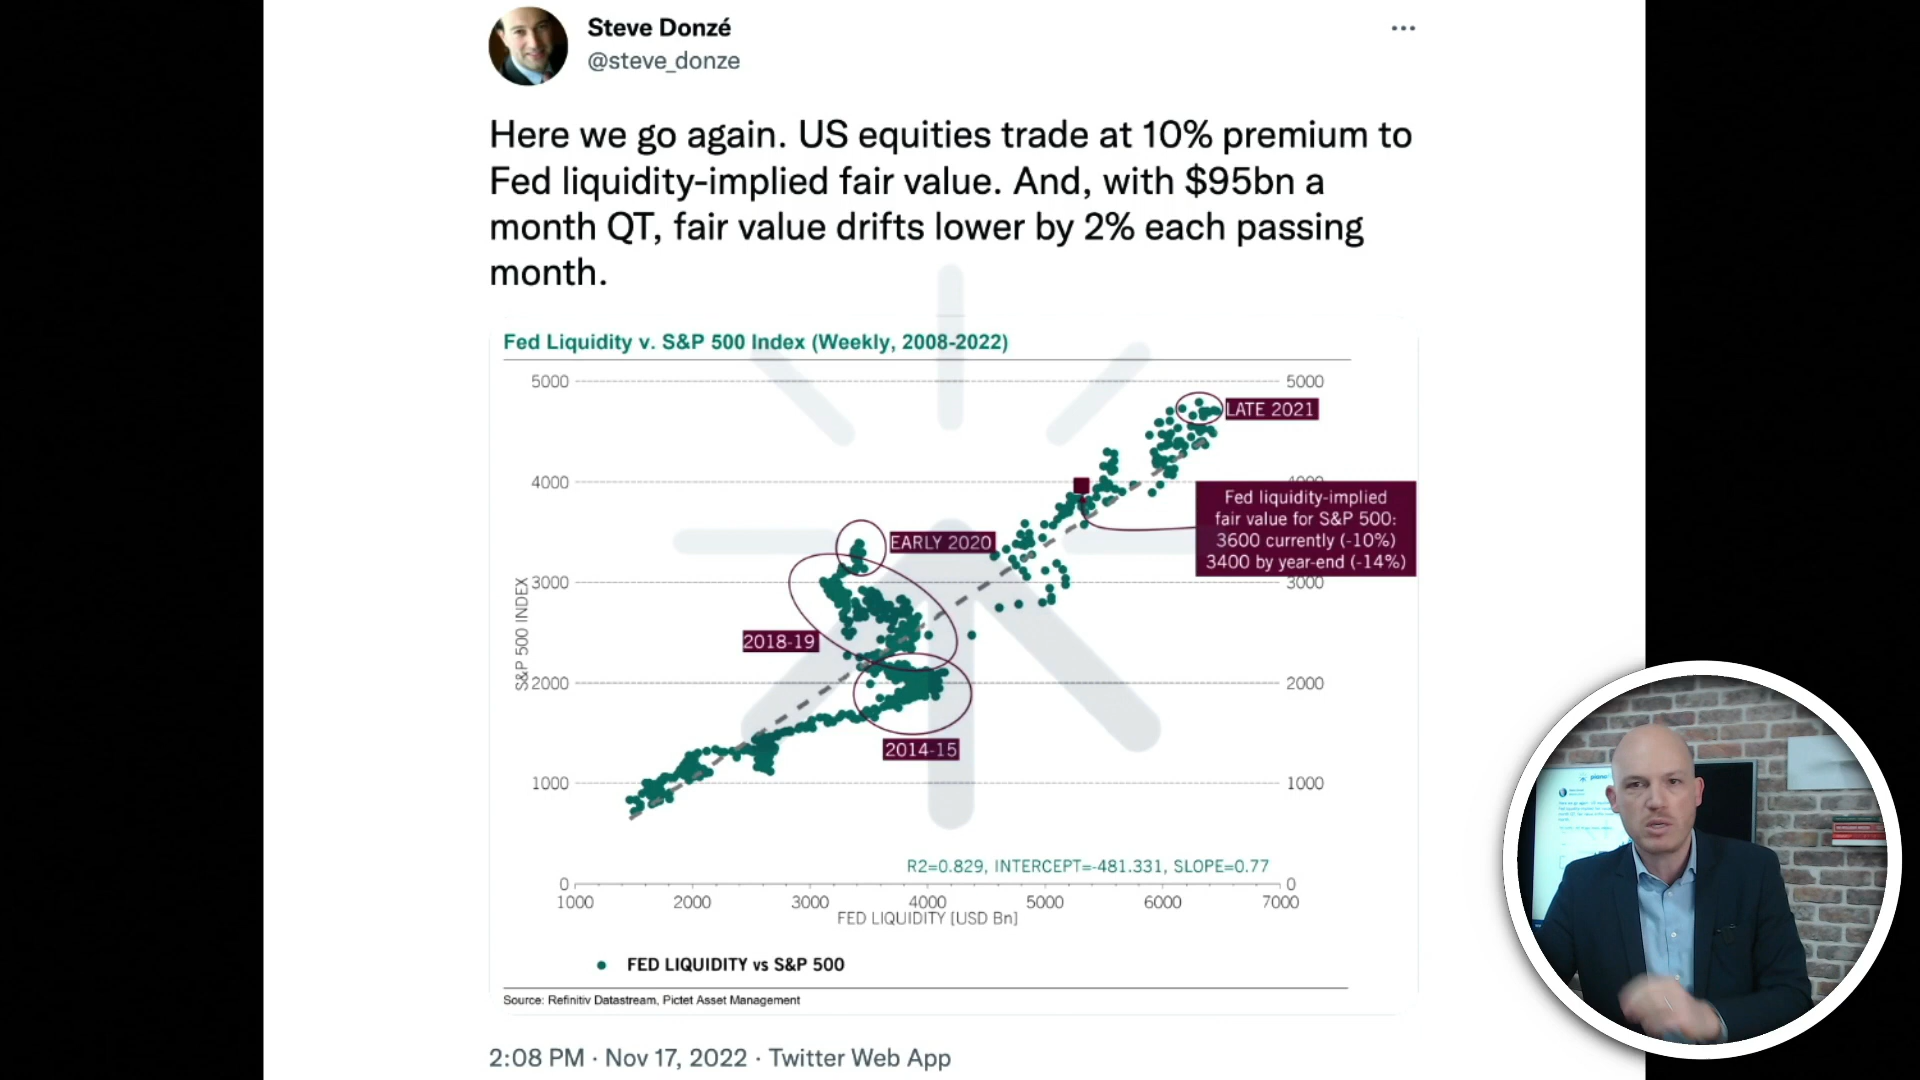 Steve Donzé
@steve_donze
Here we go again. US equities trade at 10% premium to
Fed liquidity-implied fair value. And, with $95bn a
month QT, fair value drifts lower by 2% each passing
month.
Fed Liquidity v. S&P 500 Index (Weekly, 2008-2022)
5000
5000
LATE 2021
4000
4000
Fed liquidity-implied
fair value for S&P 500:
3600 currently (-10%)
3400 by year-end (-14%)
EARLY 2020
3000
3000
2018-19
S&P 500 INDEX
2000
2000
2014-15
1000
1000
R2=0.829, INTERCEPT=-481.331, SLOPE=0.77
0
0
1000 2000 3000 4000 5000 6000 7000
FED LIQUIDITY [USD Bn]
FED LIQUIDITY vs S&P 500
Source: Refinitiv Datastream, Pictet Asset Management
2:08 PM · Nov 17, 2022 · Twitter Web App